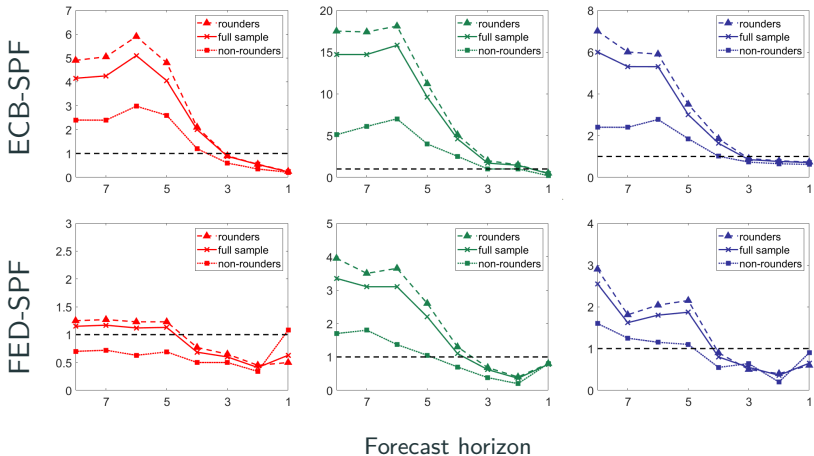 ECB-SPF
7
6
5
4
3
2
1
0
7 5 3 1
rounders
full sample
non-rounders
20
15
10
5
0
7 5 3 1
rounders
full sample
non-rounders
8
6
4
2
0
7 5 3 1
rounders
full sample
non-rounders
FED-SPF
3
2.5
2
1.5
1
0.5
0
7 5 3 1
rounders
full sample
non-rounders
5
4
3
2
1
0
7 5 3 1
rounders
full sample
non-rounders
4
3
2
1
0
7 5 3 1
rounders
full sample
non-rounders
Forecast horizon